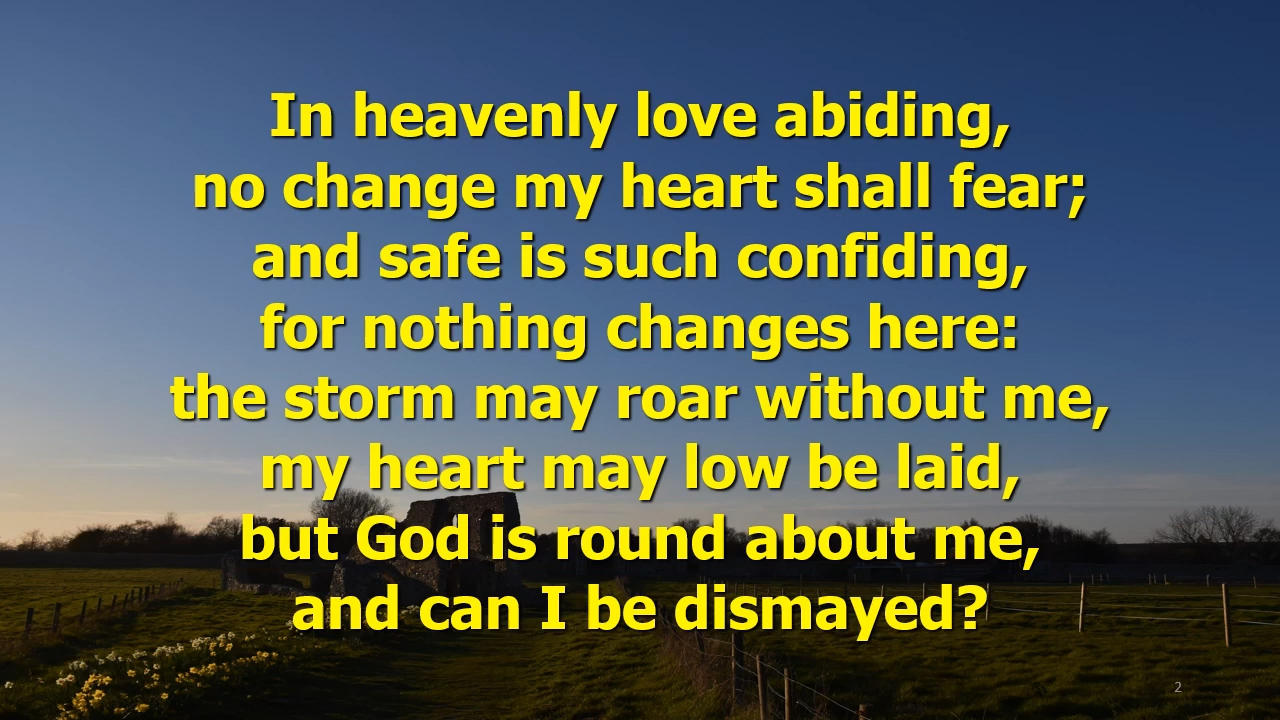 In heavenly love abiding,
no change my heart shall fear;
and safe is such confiding,
for nothing changes here:
the storm may roar without me,
my heart may low be laid,
but God is round about me,
and can I be dismayed?
2